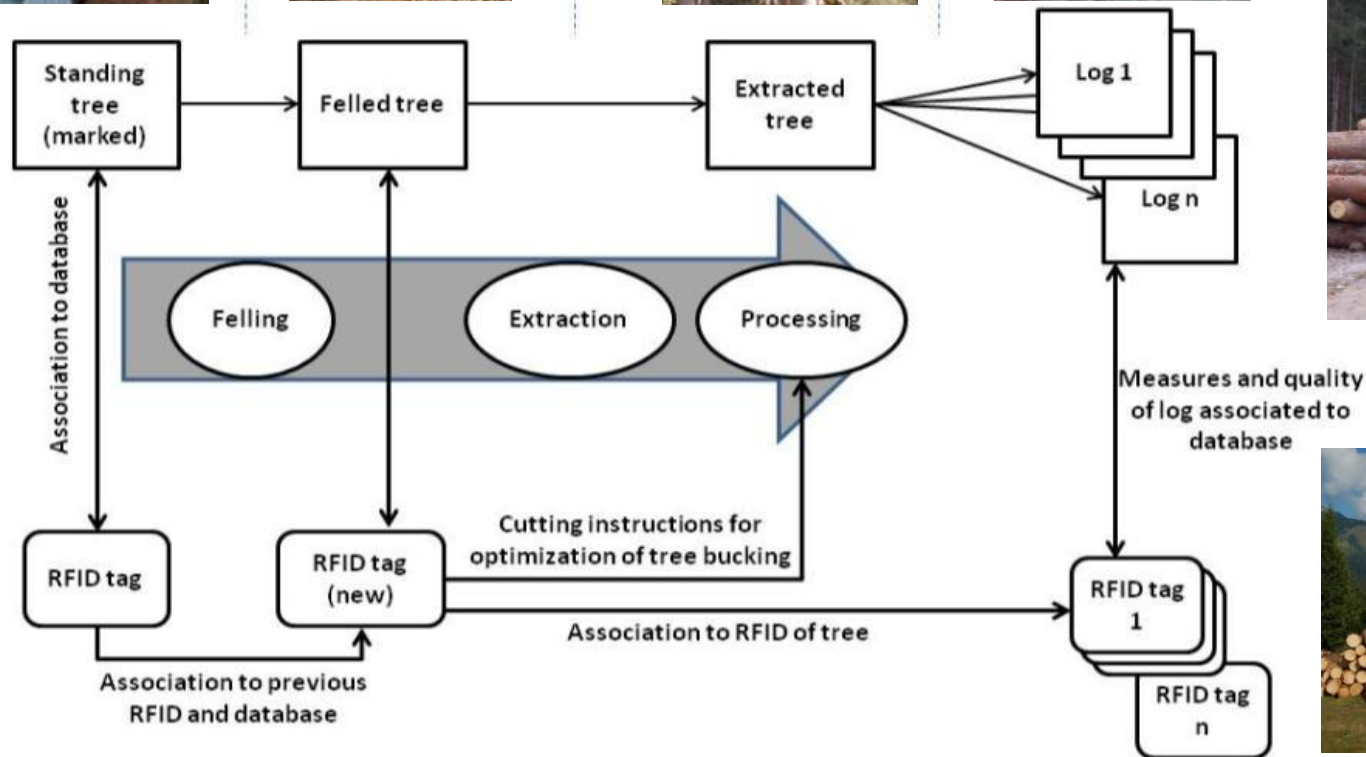 Standing
tree
(marked)
Felled tree
Extracted
tree
Log 1
Log n
Association to database
Felling
Extraction
Processing
Measures and quality
of log associated to
database
Cutting instructions for
optimization of tree bucking
RFID tag
RFID tag
(new)
RFID tag
1
Association to RFID of tree
Association to previous
RFID and database
RFID tag
n